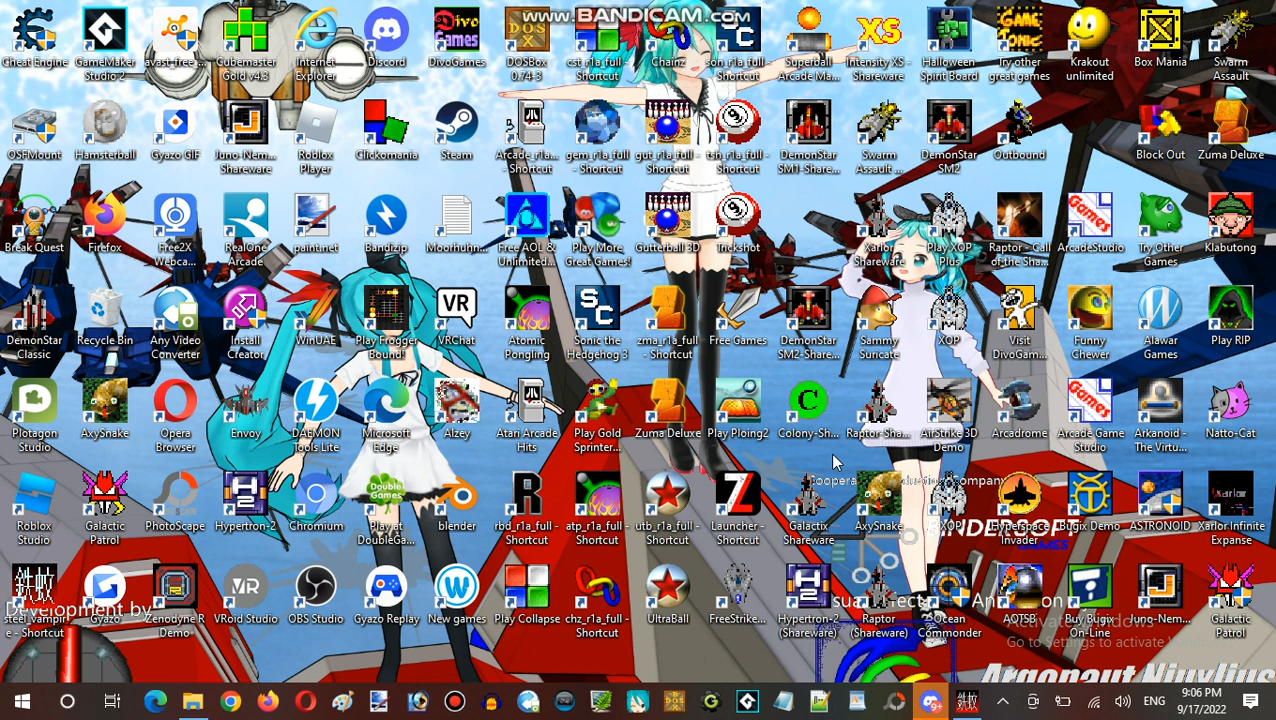 www.BANDICAM.com
Cheat Engine
GameMaker
Studio 2
avast_free_...
Cubemaster
Gold v4.3
Internet
Explorer
Discord
DivoGames
DOSBox
0.74-3
cst_r1a_full -
Shortcut
Chainz
son_r1a_full -
Shortcut
Superball
Arcade Ma...
Intensity XS -
Shareware
Halloween
Spirit Board
Try other
great games
Krakout
unlimited
Box Mania
Swarm
Assault
OSFMount
Hamsterball
Gyazo GIF
Juno-Nem...
Shareware
Roblox
Player
Clickomania
Steam
Arcade_r1a...
- Shortcut
gem_r1a_full
- Shortcut
gut_r1a_full -
Shortcut
tsh_r1a_full -
Shortcut
DemonStar
SM1-Share...
Swarm
Assault ...
DemonStar
SM2
Outbound
Block Out
Zuma Deluxe
Break Quest
Firefox
Free2X
Webca...
RealOne
Arcade
paint.net
Bandizip
Moorhuhn...
Free AOL &
Unlimited...
Play More
Great Games!
Gutterball 3D
Trickshot
Xarlor
Shareware
Play XOP
Plus
Raptor - Call
of the Sha...
ArcadeStudio
Try Other
Games
Klabutong
DemonStar
Classic
Recycle Bin
Any Video
Converter
Install
Creator
WinUAE
Play Frogger
Bound!
VRChat
Atomic
Pongling
Sonic the
Hedgehog 3
zma_r1a_full
- Shortcut
Free Games
DemonStar
SM2-Share...
Sammy
Suricate
XOP
Visit
DivoGam...
Funny
Chewer
Alawar
Games
Play RIP
Plotagon
Studio
AxySnake
Opera
Browser
Envoy
DAEMON
Tools Lite
Microsoft
Edge
Alzey
Atari Arcade
Hits
Play Gold
Sprinter...
Zuma Deluxe
Play Ploing2
Colony-Sh...
Raptor-Sha...
AirStrike 3D
Demo
Arcadrome
Arcade Game
Studio
Arkanoid -
The Virtu...
Natto-Cat
Roblox
Studio
Galactic
Patrol
PhotoScape
Hypertron-2
Chromium
Play at
DoubleGa...
blender
rbd_r1a_full -
Shortcut
atp_r1a_full -
Shortcut
utb_r1a_full -
Shortcut
Launcher -
Shortcut
Galactix
Shareware
AxySnake
XOP
Hyperspace
Invader
Bugix Demo
ASTRONOID
Xarlor Infinite
Expanse
steel_vampir
e - Shortcut
Gyazo
Zenodyne R
Demo
VRoid Studio
OBS Studio
Gyazo Replay
New games
Play Collapse
chz_r1a_full -
Shortcut
UltraBall
FreeStrike...
Hypertron-2
(Shareware)
Raptor
(Shareware)
Ocean
Commander
AOTSB
Buy Bugix
On-Line
Juno-Nem...
Galactic
Patrol
Development by
Activate Windows
Go to Settings to activate
Argonaut
ENG
9:06 PM
9/17/2022